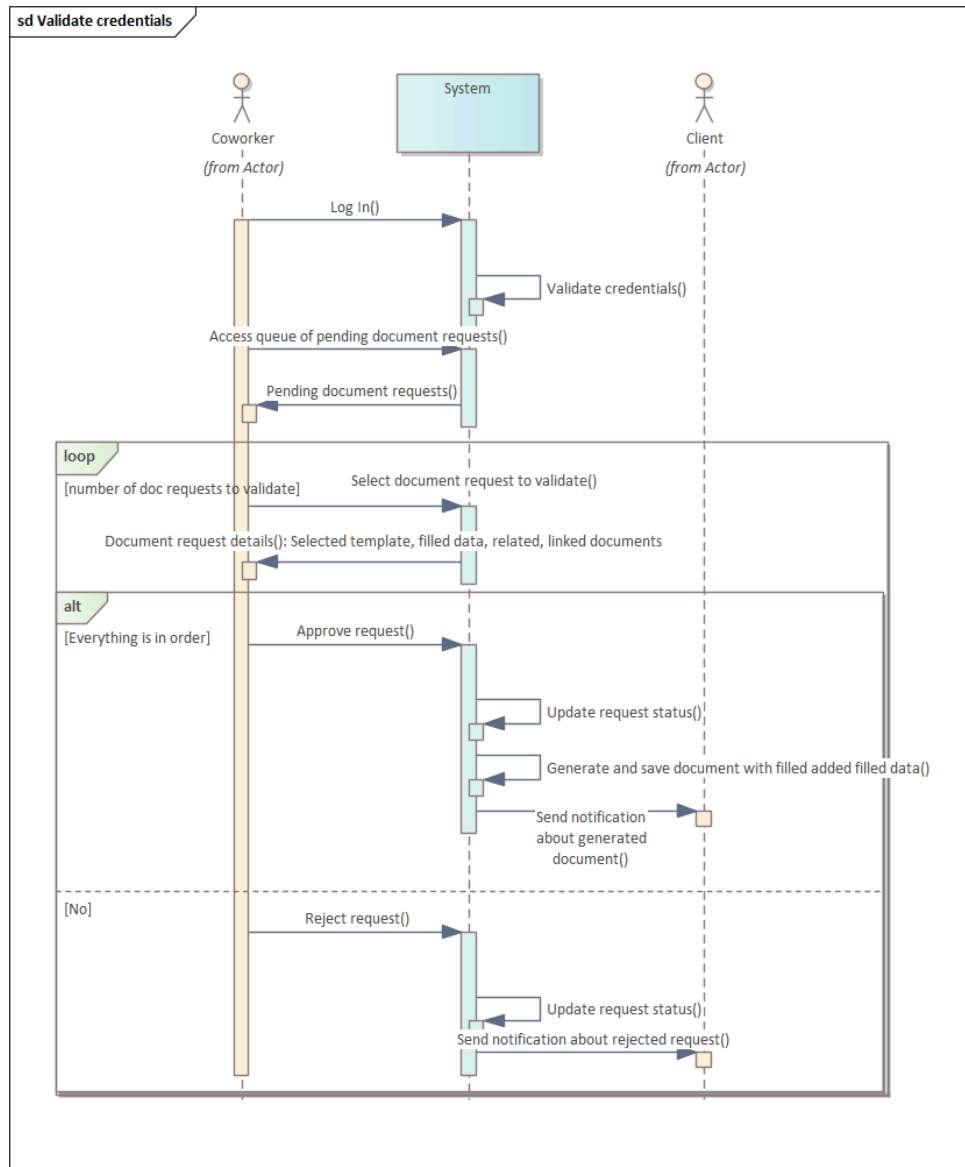 sd Validate credentials
System
Coworker
Client
(from Actor)
(from Actor)
Log In()
Validate credentials()
Access queue of pending document requests()
Pending document requests()
loop
[number of doc requests to validate]
Select document request to validate()
Document request details(): Selected template, filled data, related, linked documents
alt
[Everything is in order]
Approve request()
Update request status()
Generate and save document with filled added filled data()
Send notification
about generated
document()
[No]
Reject request()
Update request status()
Send notification about rejected request()